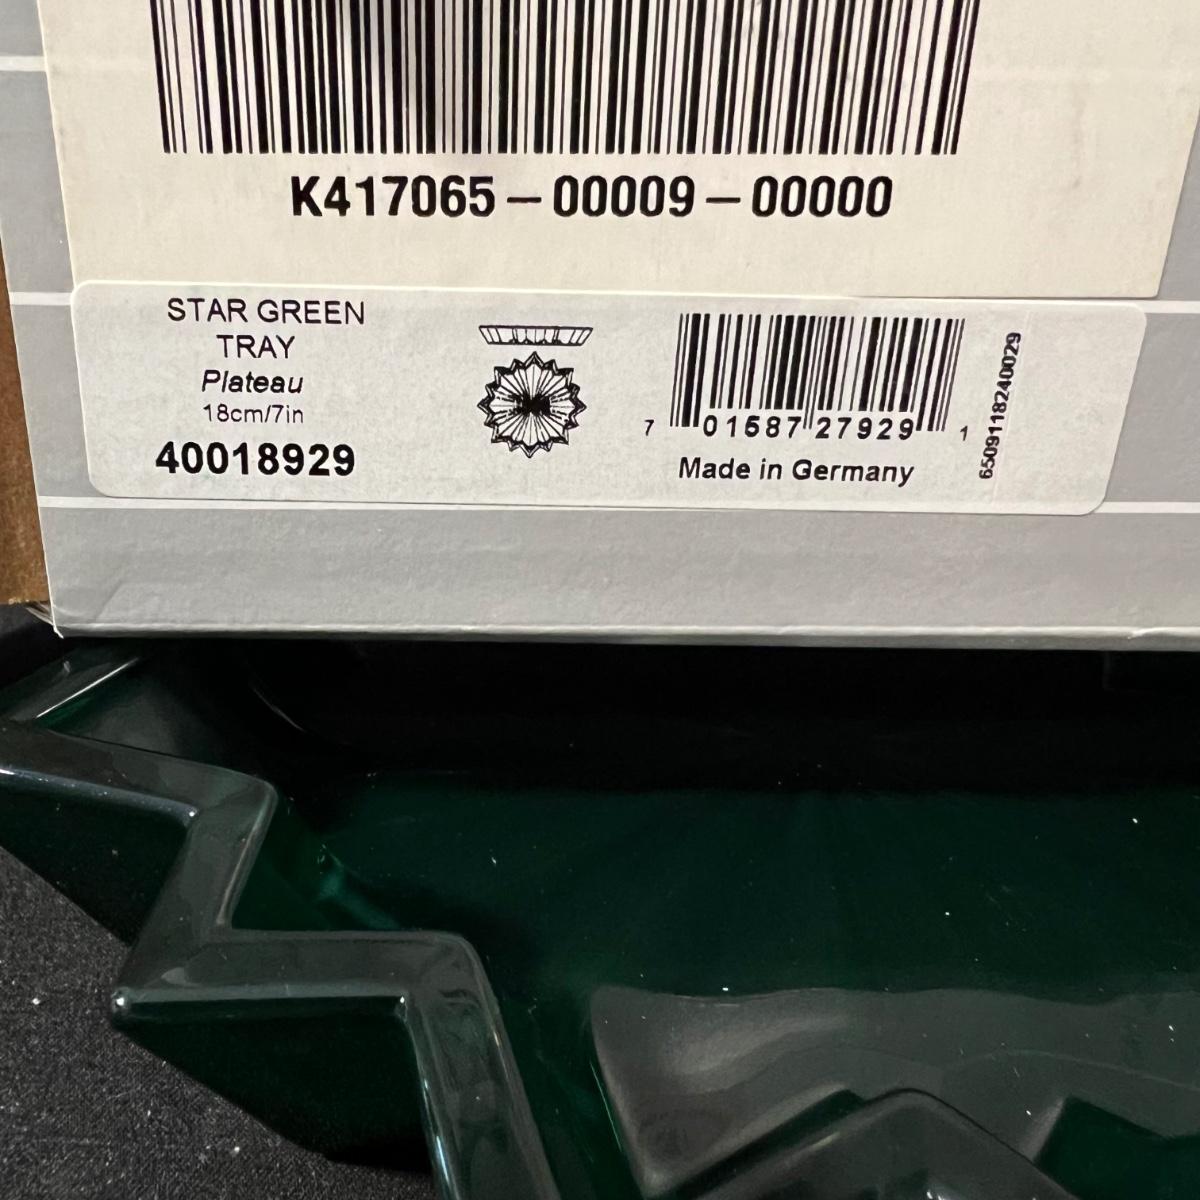 K417065-00009-00000
STAR GREEN
TRAY
Plateau
18cm/7in
40018929
7 01587 27929 1
Made in Germany
6509118240029